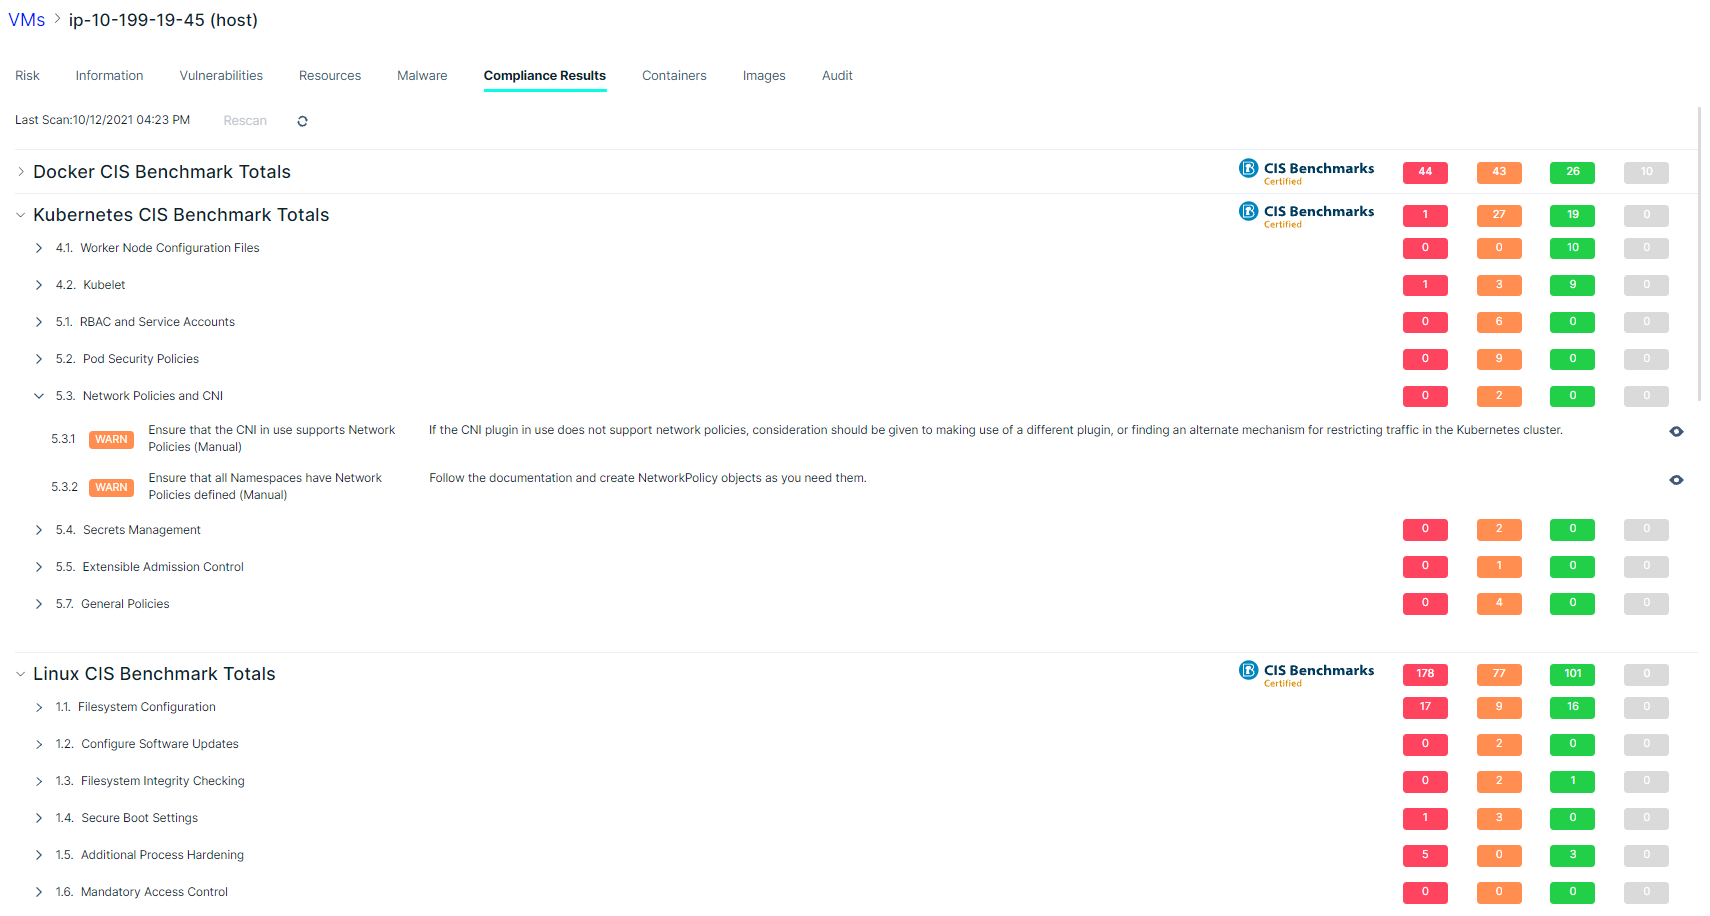 VMs > ip-10-199-19-45 (host)
Risk Information Vulnerabilities Resources Malware Compliance Results Containers Images Audit
Last Scan:10/12/2021 04:23 PM Rescan
Docker CIS Benchmark Totals CIS Benchmarks 44 43 26 10
Certified
Kubernetes CIS Benchmark Totals CIS Benchmarks 1 27 19 0
Certified
4.1. Worker Node Configuration Files 0 0 10 0
4.2. Kubelet 1 3 9 0
5.1. RBAC and Service Accounts 0 6 0 0
5.2. Pod Security Policies 0 9 0 0
5.3. Network Policies and CNI 0 2 0 0
5.3.1 WARN Ensure that the CNI in use supports Network If the CNI plugin in use does not support network policies, consideration should be given to making use of a different plugin, or finding an alternate mechanism for restricting traffic in the Kubernetes cluster.
Policies (Manual)
5.3.2 WARN Ensure that all Namespaces have Network Follow the documentation and create NetworkPolicy objects as you need them.
Policies defined (Manual)
5.4. Secrets Management 0 2 0 0
5.5. Extensible Admission Control 0 1 0 0
5.7. General Policies 0 4 0 0
Linux CIS Benchmark Totals CIS Benchmarks 178 77 101 0
Certified
1.1. Filesystem Configuration 17 9 16 0
1.2. Configure Software Updates 0 2 0 0
1.3. Filesystem Integrity Checking 0 2 1 0
1.4. Secure Boot Settings 1 3 0 0
1.5. Additional Process Hardening 5 0 3 0
1.6. Mandatory Access Control 0 0 0 0